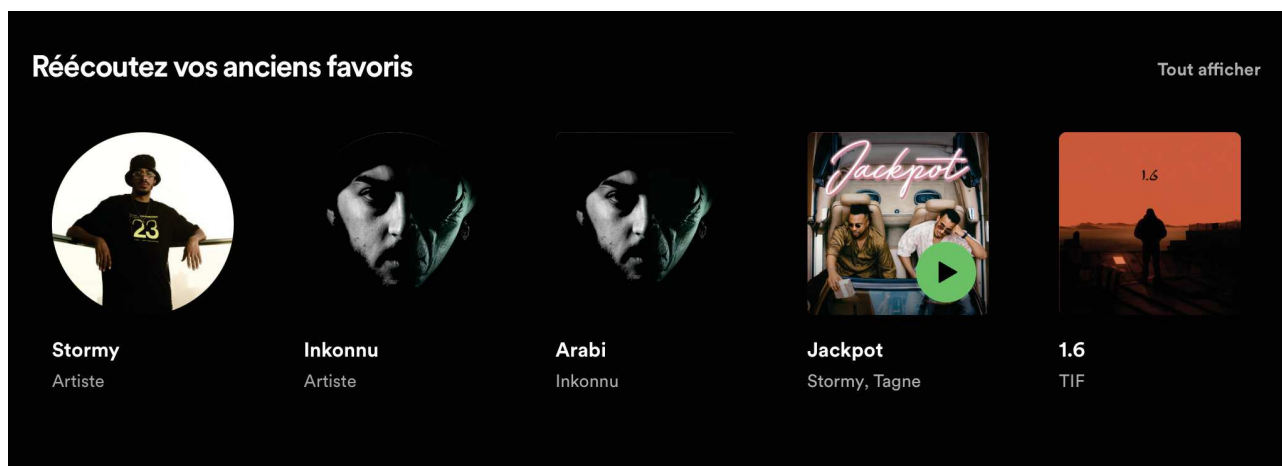 Réécoutez vos anciens favoris
Tout afficher
23
Jackpot
1.6
Stormy
Artiste
Inkonnu
Artiste
Arabi
Inkonnu
Jackpot
Stormy, Tagne
1.6
TIF